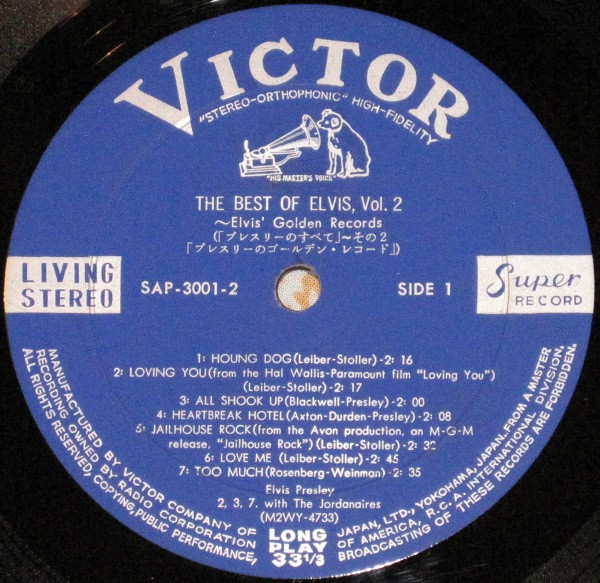 VICTOR
"STEREO-ORTHOPHONIC" HIGH-FIDELITY
"HIS MASTER'S VOICE"
THE BEST OF ELVIS, Vol. 2
～Elvis' Golden Records
(「プレスリーのすべて」～その2
「プレスリーのゴールデン・レコード」)
LIVING
STEREO
SAP-3001-2
SIDE 1
Super
RECORD
1: HOUNG DOG(Leiber-Stoller)-2: 16
2: LOVING YOU(from the Hal Wallis-Paramount film "Loving You")
(Leiber-Stoller)-2: 17
3: ALL SHOOK UP(Blackwell-Presley)-2: 00
4: HEARTBREAK HOTEL(Axton-Durden-Presley)-2: 08
5: JAILHOUSE ROCK(from the Avon production, an M-G-M
release, "Jailhouse Rock")(Leiber-Stoller)-2: 32
6: LOVE ME (Leiber-Stoller)-2: 45
7: TOO MUCH(Rosenberg-Weinman)-2: 35
Elvis Presley
2, 3, 7. with The Jordanaires
(M2WY-4733)
LONG
PLAY
33 1/3
MANUFACTURED BY VICTOR COMPANY OF JAPAN, LTD., YOKOHAMA, JAPAN, FROM A MASTER
RECORDING OWNED BY RADIO CORPORATION OF AMERICA, R.C.A. INTERNATIONAL DIVISION.
ALL RIGHTS RESERVED, COPYING, PUBLIC PERFORMANCE, BROADCASTING OF THESE RECORDS ARE FORBIDDEN.